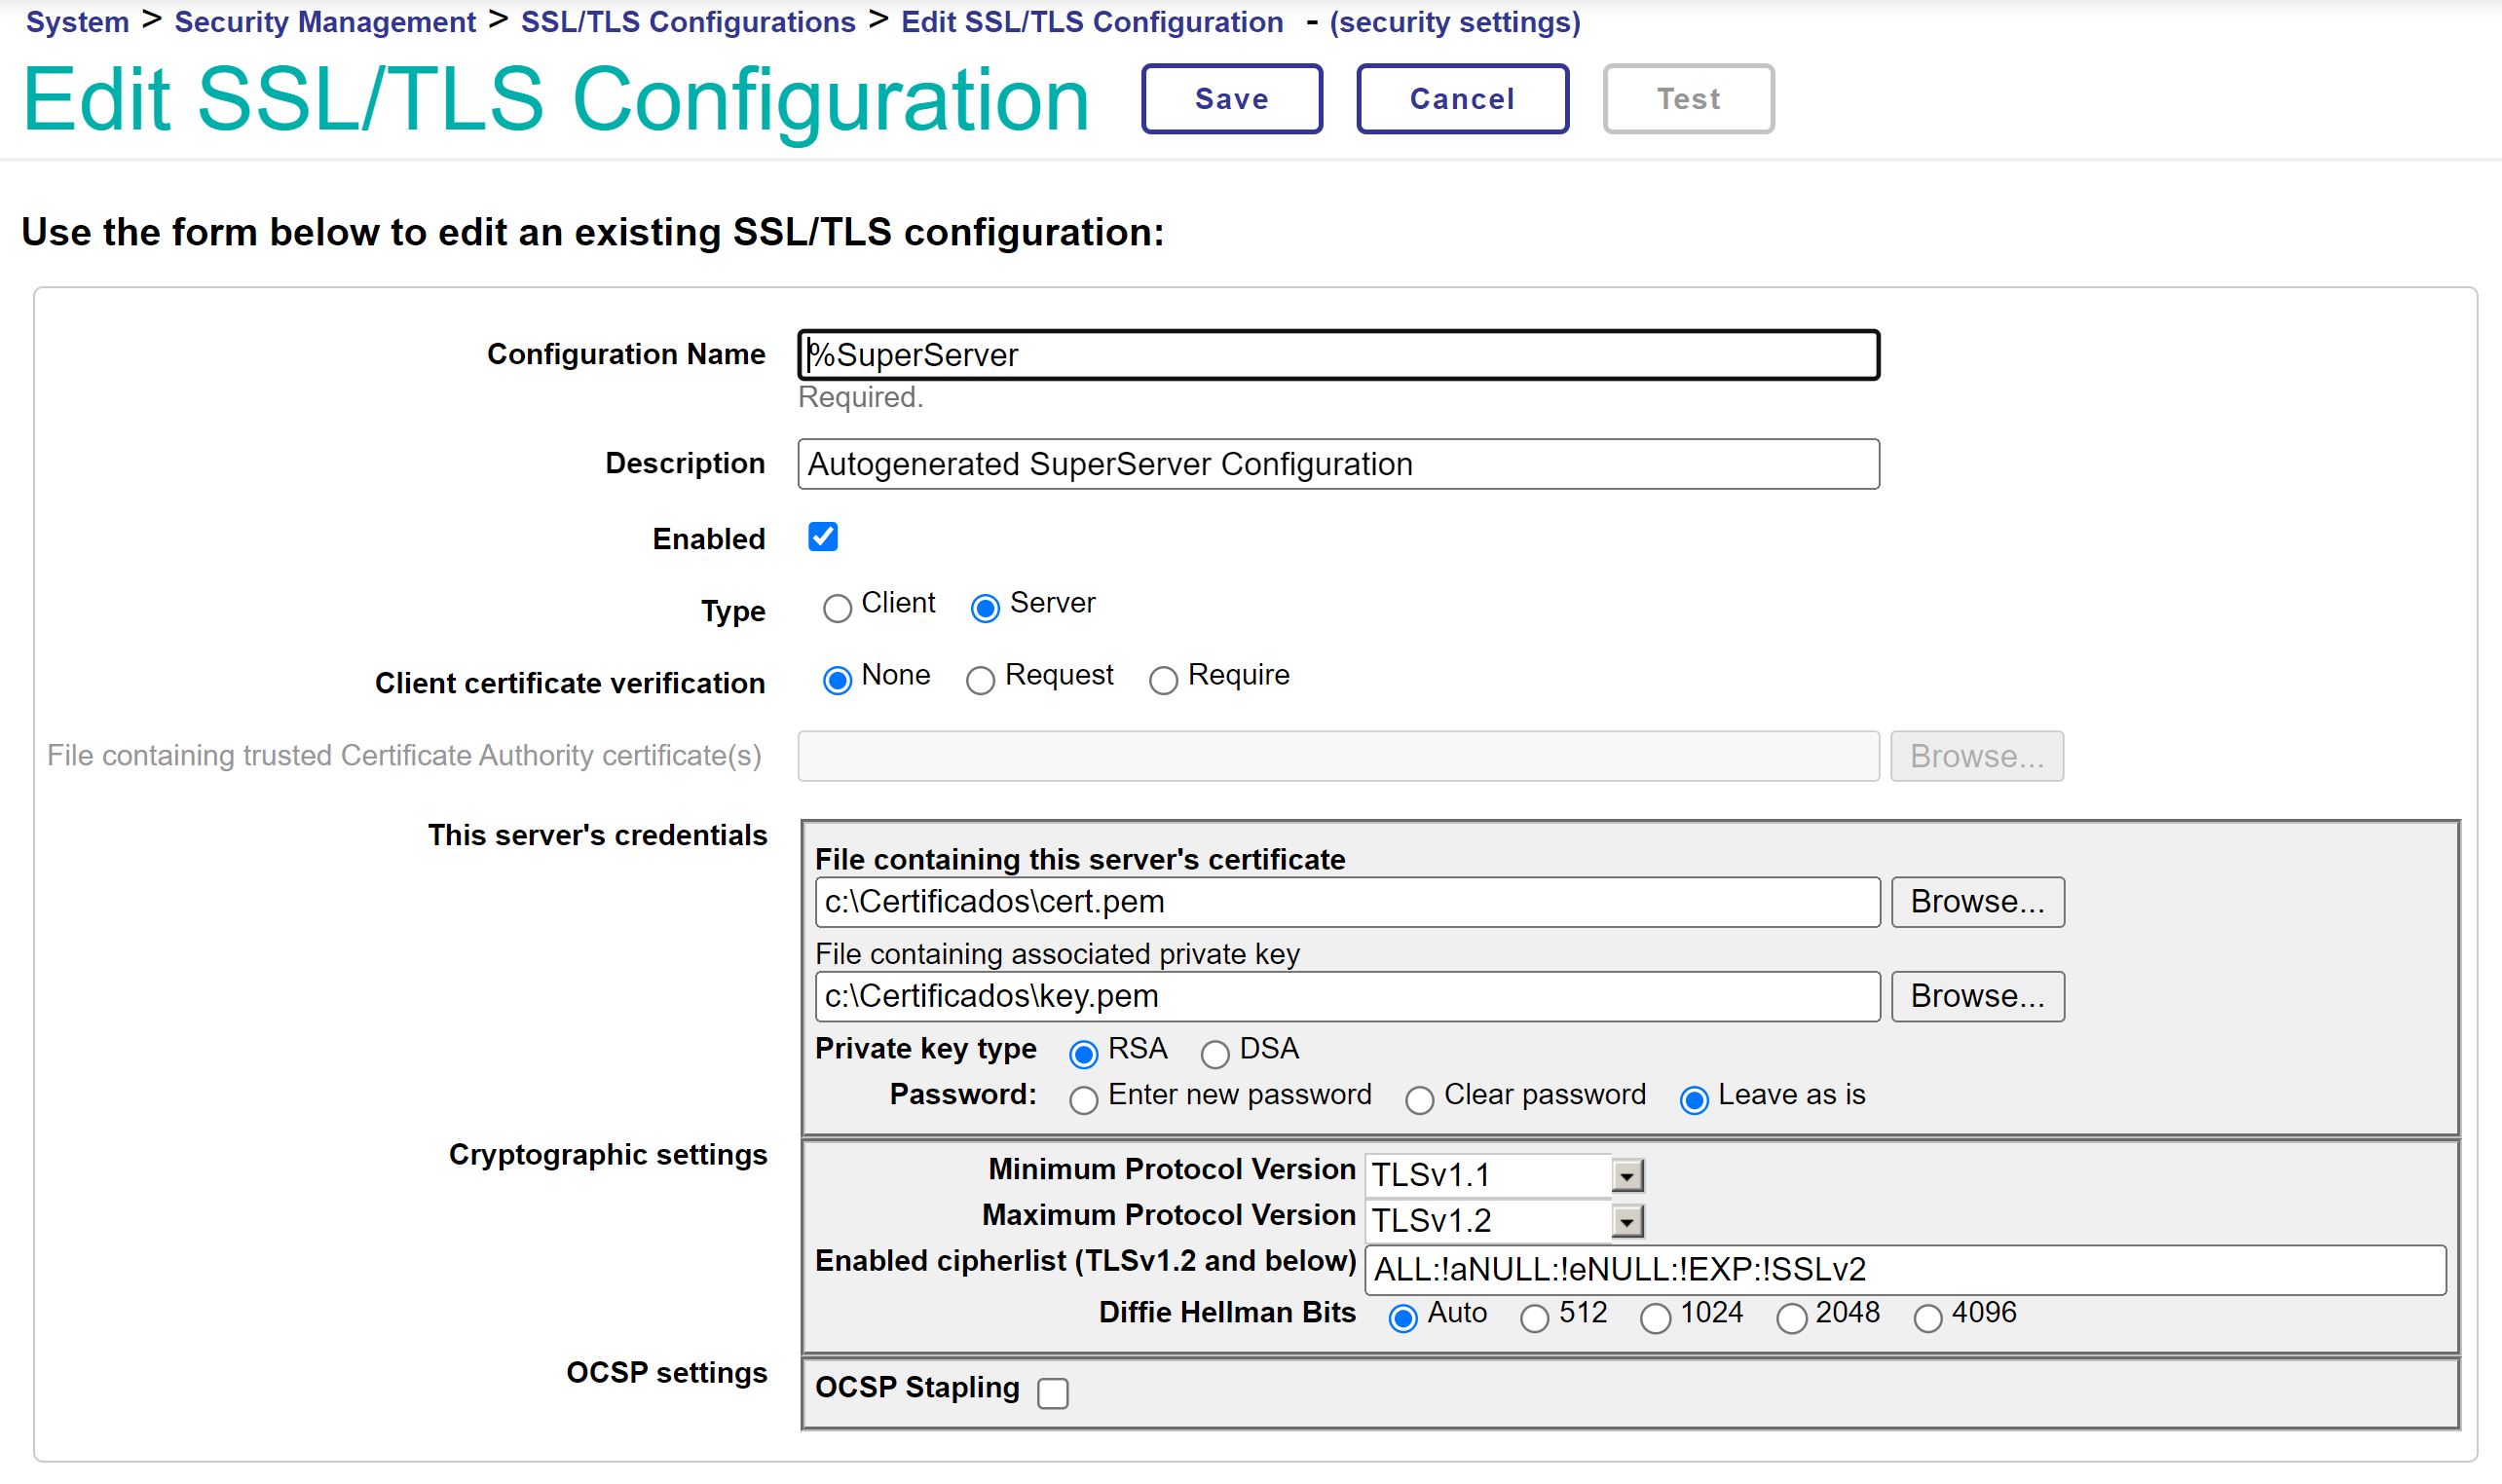 System > Security Management > SSL/TLS Configurations > Edit SSL/TLS Configuration - (security settings)
Edit SSL/TLS Configuration Save Cancel Test
Use the form below to edit an existing SSL/TLS configuration:
Configuration Name %SuperServer
Required.
Description Autogenerated SuperServer Configuration
Enabled
Type Client Server
Client certificate verification None Request Require
File containing trusted Certificate Authority certificate(s) Browse...
This server's credentials
File containing this server's certificate
c:\Certificados\cert.pem Browse...
File containing associated private key
c:\Certificados\key.pem Browse...
Private key type RSA DSA
Password: Enter new password Clear password Leave as is
Cryptographic settings
Minimum Protocol Version TLSv1.1
Maximum Protocol Version TLSv1.2
Enabled cipherlist (TLSv1.2 and below) ALL:!aNULL:!eNULL:!EXP:!SSLv2
Diffie Hellman Bits Auto 512 1024 2048 4096
OCSP settings
OCSP Stapling